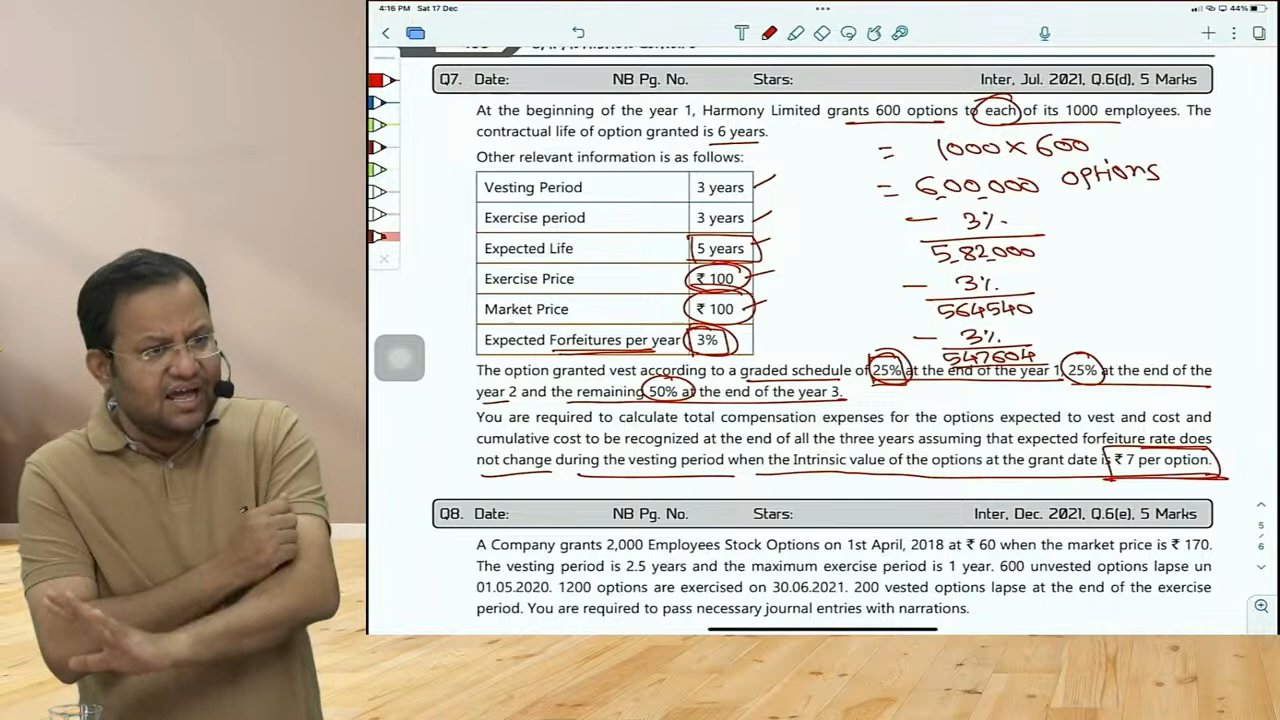 4:16 PM Sat 17 Dec
44%
Q7. Date: NB Pg. No. Stars: Inter, Jul. 2021, Q.6(d), 5 Marks
At the beginning of the year 1, Harmony Limited grants 600 options to each of its 1000 employees. The
contractual life of option granted is 6 years.
Other relevant information is as follows:
Vesting Period 3 years
Exercise period 3 years
Expected Life 5 years
Exercise Price ₹ 100
Market Price ₹ 100
Expected Forfeitures per year 3%
= 1000 × 600
= 6,00,000 options
- 3%
5,82,000
- 3%
564540
- 3%
547604
The option granted vest according to a graded schedule of 25% at the end of the year 1, 25% at the end of the
year 2 and the remaining 50% at the end of the year 3.
You are required to calculate total compensation expenses for the options expected to vest and cost and
cumulative cost to be recognized at the end of all the three years assuming that expected forfeiture rate does
not change during the vesting period when the Intrinsic value of the options at the grant date is ₹ 7 per option.
Q8. Date: NB Pg. No. Stars: Inter, Dec. 2021, Q.6(e), 5 Marks
A Company grants 2,000 Employees Stock Options on 1st April, 2018 at ₹ 60 when the market price is ₹ 170.
The vesting period is 2.5 years and the maximum exercise period is 1 year. 600 unvested options lapse un
01.05.2020. 1200 options are exercised on 30.06.2021. 200 vested options lapse at the end of the exercise
period. You are required to pass necessary journal entries with narrations.
5
/
6